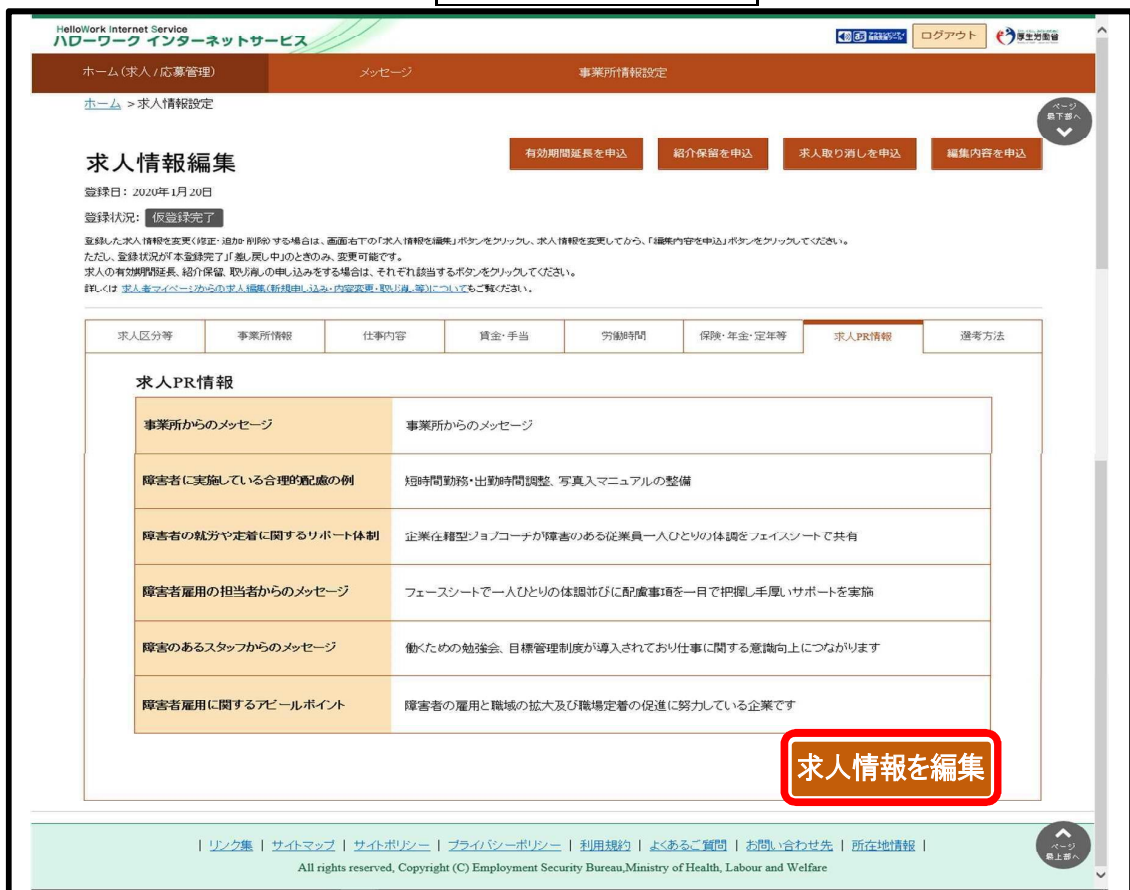 HelloWork Internet Service
ハローワーク インターネットサービス
ログアウト
厚生労働省
ホーム(求人/応募管理)
メッセージ
事業所情報設定
ホーム >求人情報設定
ページ
最下部へ
求人情報編集
有効期間延長を申込
紹介保留を申込
求人取り消しを申込
編集内容を申込
登録日: 2020年1月20日
登録状況: 仮登録完了
登録した求人情報を変更(修正・追加・削除)する場合は、画面右下の「求人情報を編集」ボタンをクリックし、求人情報を変更してから、「編集内容を申込」ボタンをクリックしてください。
ただし、登録状況が「本登録完了」「差し戻し中」のときのみ、変更可能です。
求人の有効期間延長、紹介保留、取り消しの申し込みをする場合は、それぞれ該当するボタンをクリックしてください。
詳しくは 求人者マイページからの求人編集(新規申し込み・内容変更・取り消し等)についてもご覧ください。
求人区分等
事業所情報
仕事内容
賃金・手当
労働時間
保険・年金・定年等
求人PR情報
選考方法
求人PR情報
事業所からのメッセージ
事業所からのメッセージ
障害者に実施している合理的配慮の例
短時間勤務・出勤時間調整、写真入マニュアルの整備
障害者の就労や定着に関するサポート体制
企業在籍型ジョブコーチが障害のある従業員一人ひとりの体調をフェイスシートで共有
障害者雇用の担当者からのメッセージ
フェースシートで一人ひとりの体調並びに配慮事項を一目で把握し手厚いサポートを実施
障害のあるスタッフからのメッセージ
働くための勉強会、目標管理制度が導入されており仕事に関する意識向上につながります
障害者雇用に関するアピールポイント
障害者の雇用と職域の拡大及び職場定着の促進に努力している企業です
求人情報を編集
| リンク集 | サイトマップ | サイトポリシー | プライバシーポリシー | 利用規約 | よくあるご質問 | お問い合わせ先 | 所在地情報 |
All rights reserved, Copyright (C) Employment Security Bureau,Ministry of Health, Labour and Welfare
ページ
最上部へ